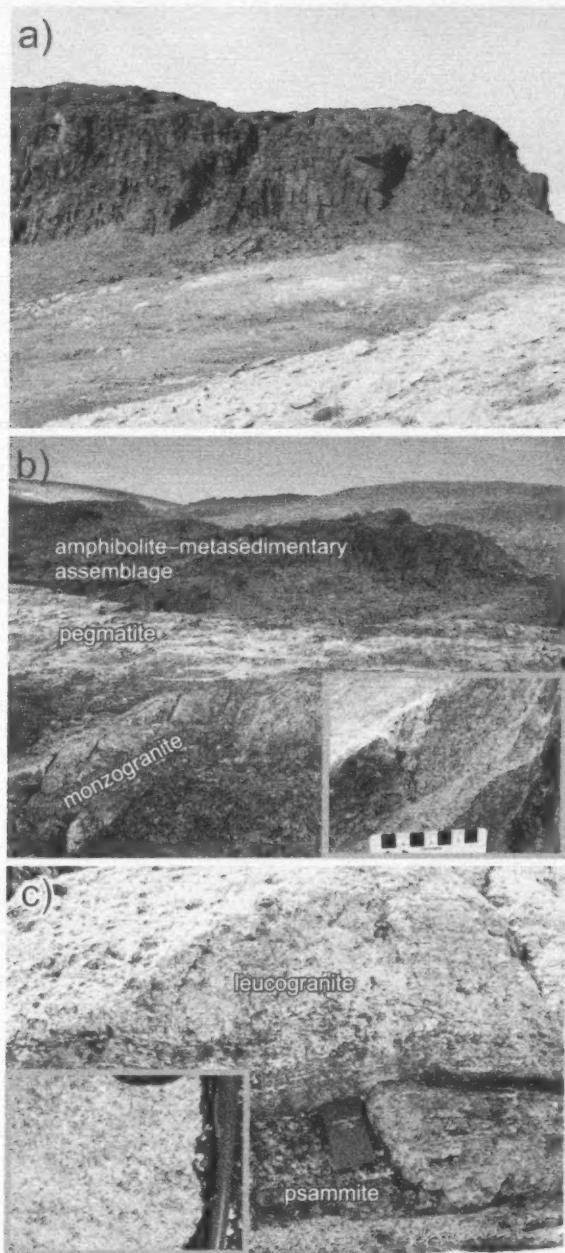 a)
b)
amphibolite–metasedimentary
assemblage
pegmatite
monzogranite
c)
leucogranite
psammite